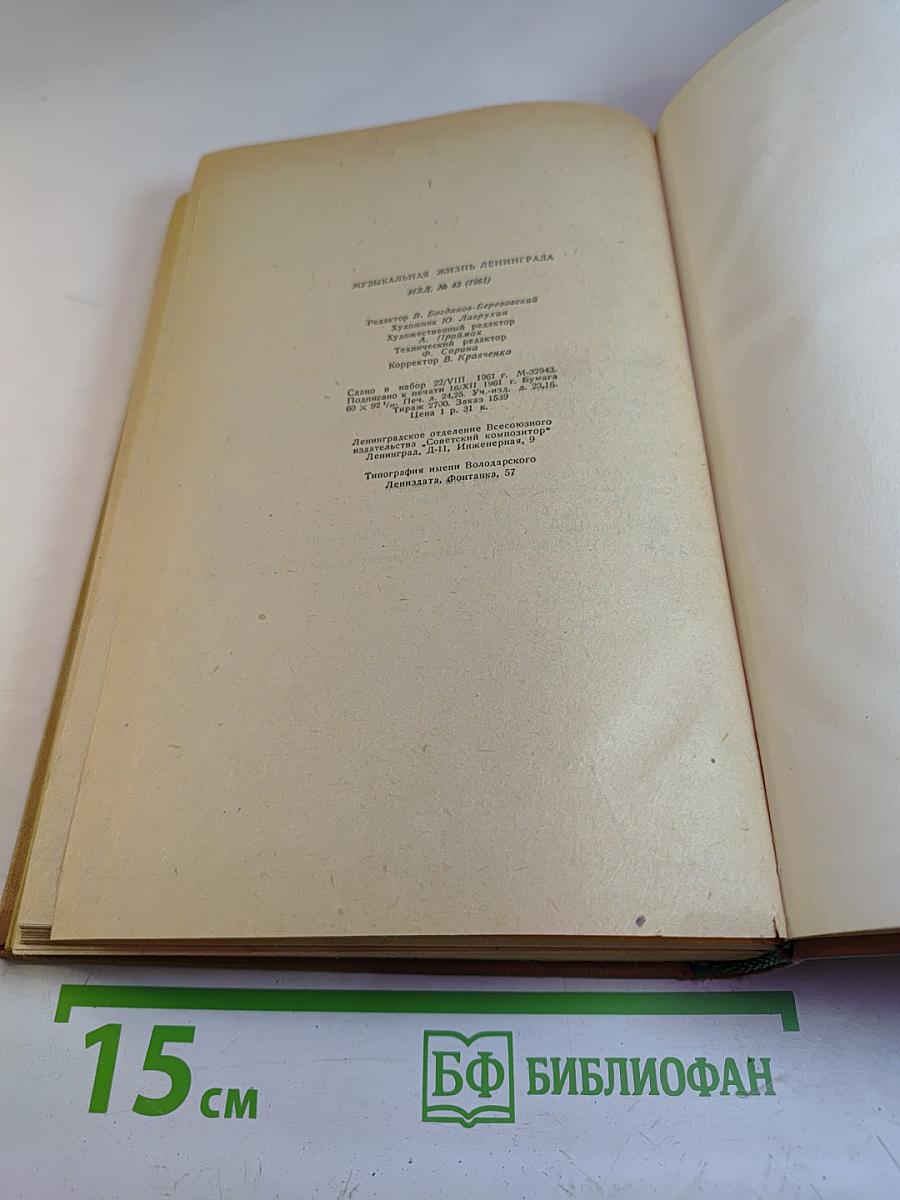 МУЗЫКАЛЬНАЯ ЖИЗНЬ ЛЕНИНГРАДА
ИЗД. № 43 (1961)
Редактор В. Богданов-Березовский
Художник Ю. Лаврухин
Художественный редактор
А. Приймак
Технический редактор
Ф. Сорина
Корректор В. Кравченко
Сдано в набор 22/VIII 1961 г. М-32943.
Подписано к печати 16/XII 1961 г. Бумага
60 × 92 ¹/₁₆. Печ. л. 24,25. Уч.-изд. л. 23,16.
Тираж 2700. Заказ 1539
Цена 1 р. 31 к.
Ленинградское отделение Всесоюзного
издательства „Советский композитор“
Ленинград, Д-11, Инженерная, 9
Типография имени Володарского
Лениздата, Фонтанка, 57
15 см
БФ БИБЛИОФАН